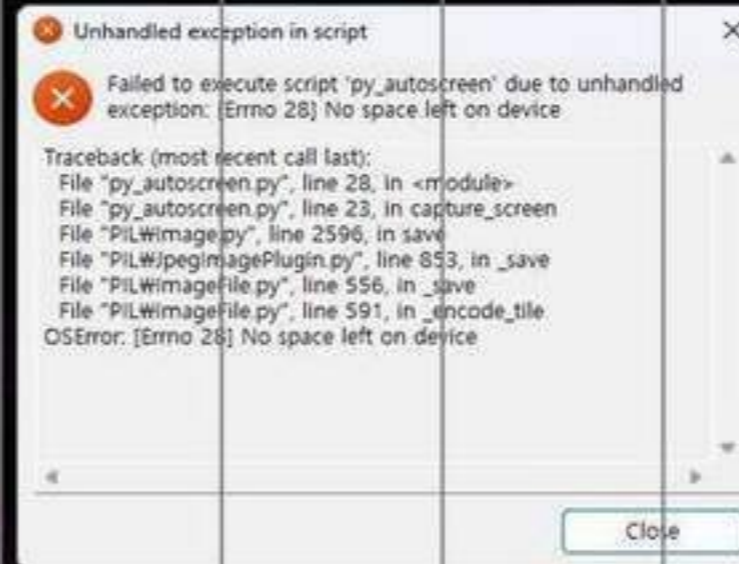 Unhandled exception in script
Failed to execute script 'py_autoscreen' due to unhandled
exception: [Errno 28] No space left on device
Traceback (most recent call last):
File "py_autoscreen.py", line 28, in <module>
File "py_autoscreen.py", line 23, in capture_screen
File "PIL₩Image.py", line 2596, in save
File "PIL₩JpegImagePlugin.py", line 853, in _save
File "PIL₩ImageFile.py", line 556, in _save
File "PIL₩ImageFile.py", line 591, in _encode_tile
OSError: [Errno 28] No space left on device
Close